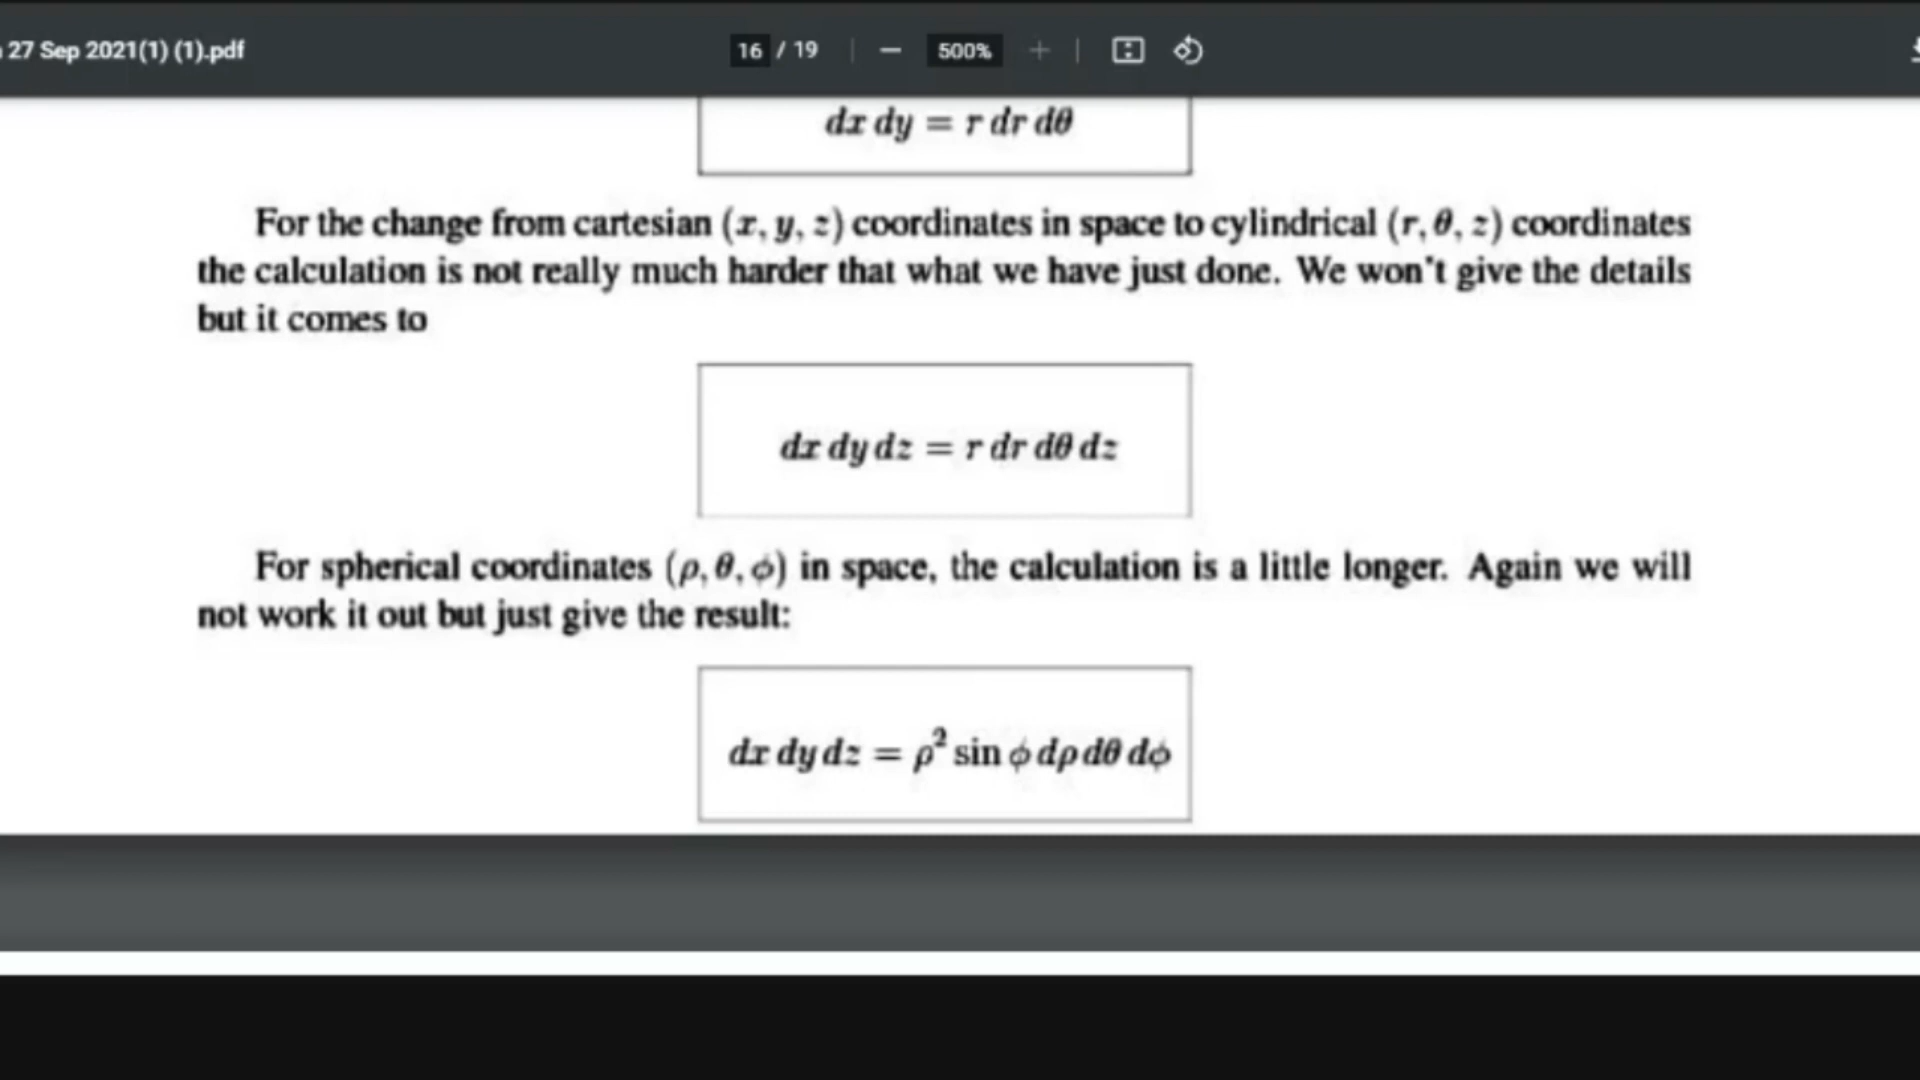 27 Sep 2021(1) (1).pdf
16 / 19 — 500% +
dx dy = r dr dθ
For the change from cartesian (x, y, z) coordinates in space to cylindrical (r, θ, z) coordinates
the calculation is not really much harder that what we have just done. We won't give the details
but it comes to
dx dy dz = r dr dθ dz
For spherical coordinates (ρ, θ, ϕ) in space, the calculation is a little longer. Again we will
not work it out but just give the result:
dx dy dz = ρ² sin ϕ dρ dθ dϕ